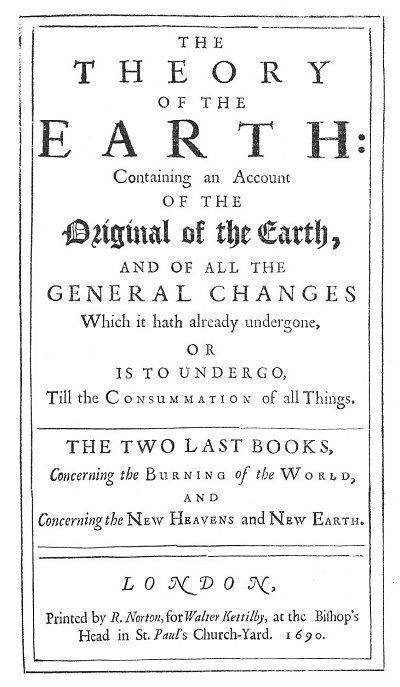 THE
THEORY
OF THE
EARTH:
Containing an Account
OF THE
Original of the Earth,
AND OF ALL THE
GENERAL CHANGES
Which it hath already undergone,
OR
IS TO UNDERGO,
Till the CONSUMMATION of all Things.
THE TWO LAST BOOKS,
Concerning the BURNING of the WORLD,
AND
Concerning the NEW HEAVENS and NEW EARTH.
LONDON,
Printed by R. Norton, for Walter Kettilby, at the Biſhop's
Head in St. Paul's Church-Yard. 1690.